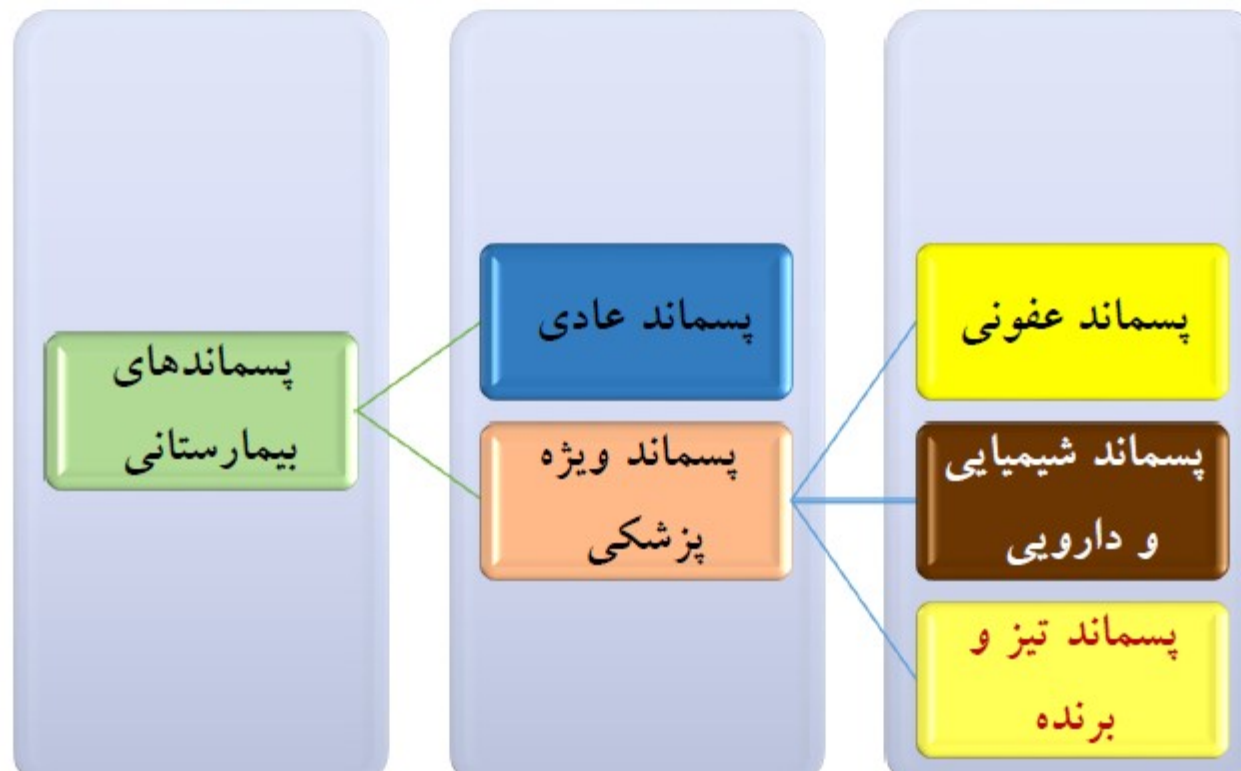 پسماندهای
بیمارستانی
پسماند عادی
پسماند ویژه
پزشکی
پسماند عفونی
پسماند شیمیایی
و دارویی
پسماند تیز و
برنده